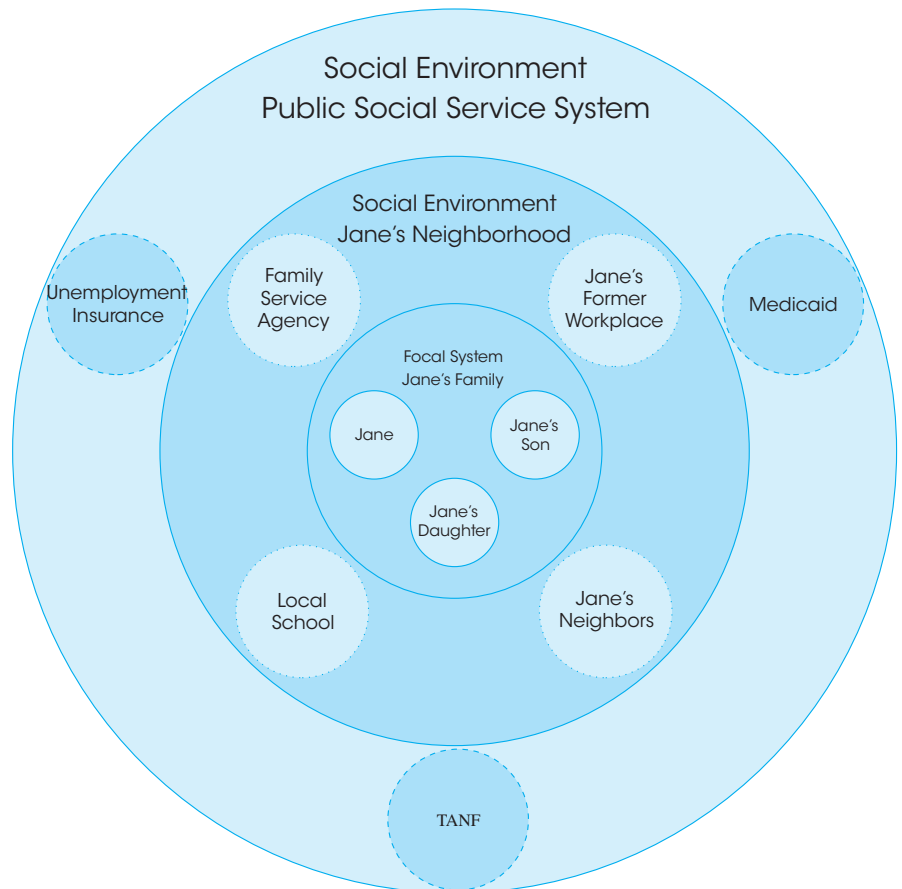 Social Environment
Public Social Service System
Social Environment
Jane's Neighborhood
Unemployment
Insurance
Family
Service
Agency
Jane's
Former
Workplace
Medicaid
Focal System
Jane's Family
Jane
Jane's
Son
Jane's
Daughter
Local
School
Jane's
Neighbors
TANF